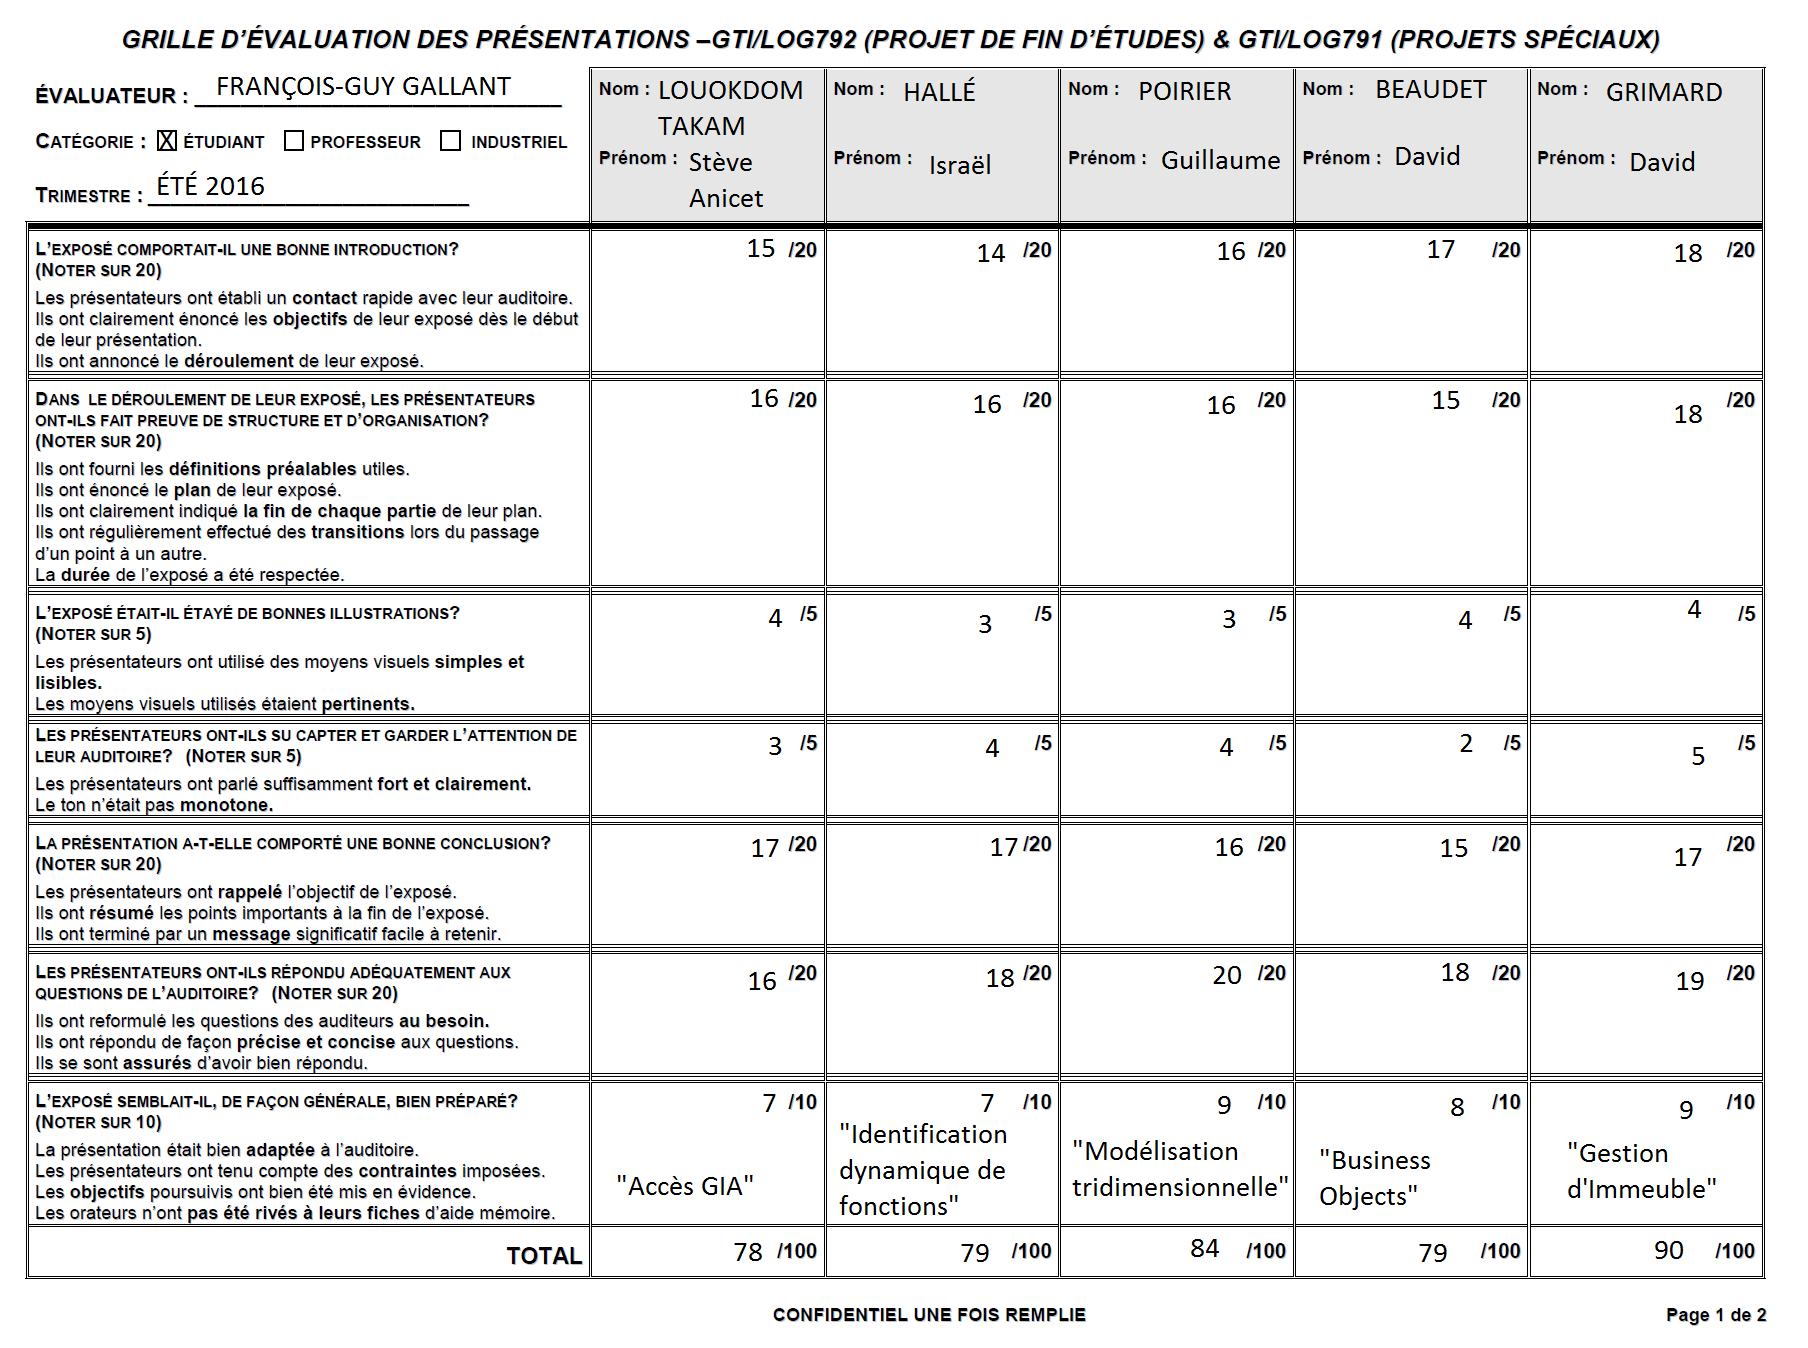 GRILLE D’ÉVALUATION DES PRÉSENTATIONS –GTI/LOG792 (PROJET DE FIN D’ÉTUDES) & GTI/LOG791 (PROJETS SPÉCIAUX)
ÉVALUATEUR : FRANÇOIS-GUY GALLANT
CATÉGORIE : X ÉTUDIANT PROFESSEUR INDUSTRIEL
TRIMESTRE : ÉTÉ 2016
Nom : LOUOKDOM
TAKAM
Prénom : Stève
Anicet
Nom : HALLÉ
Prénom : Israël
Nom : POIRIER
Prénom : Guillaume
Nom : BEAUDET
Prénom : David
Nom : GRIMARD
Prénom : David
L’EXPOSÉ COMPORTAIT-IL UNE BONNE INTRODUCTION?
(NOTER SUR 20)
Les présentateurs ont établi un contact rapide avec leur auditoire.
Ils ont clairement énoncé les objectifs de leur exposé dès le début
de leur présentation.
Ils ont annoncé le déroulement de leur exposé.
15 /20 14 /20 16 /20 17 /20 18 /20
DANS LE DÉROULEMENT DE LEUR EXPOSÉ, LES PRÉSENTATEURS
ONT-ILS FAIT PREUVE DE STRUCTURE ET D’ORGANISATION?
(NOTER SUR 20)
Ils ont fourni les définitions préalables utiles.
Ils ont énoncé le plan de leur exposé.
Ils ont clairement indiqué la fin de chaque partie de leur plan.
Ils ont régulièrement effectué des transitions lors du passage
d’un point à un autre.
La durée de l’exposé a été respectée.
16 /20 16 /20 16 /20 15 /20 18 /20
L’EXPOSÉ ÉTAIT-IL ÉTAYÉ DE BONNES ILLUSTRATIONS?
(NOTER SUR 5)
Les présentateurs ont utilisé des moyens visuels simples et
lisibles.
Les moyens visuels utilisés étaient pertinents.
4 /5 3 /5 3 /5 4 /5 4 /5
LES PRÉSENTATEURS ONT-ILS SU CAPTER ET GARDER L’ATTENTION DE
LEUR AUDITOIRE? (NOTER SUR 5)
Les présentateurs ont parlé suffisamment fort et clairement.
Le ton n’était pas monotone.
3 /5 4 /5 4 /5 2 /5 5 /5
LA PRÉSENTATION A-T-ELLE COMPORTÉ UNE BONNE CONCLUSION?
(NOTER SUR 20)
Les présentateurs ont rappelé l’objectif de l’exposé.
Ils ont résumé les points importants à la fin de l’exposé.
Ils ont terminé par un message significatif facile à retenir.
17 /20 17 /20 16 /20 15 /20 17 /20
LES PRÉSENTATEURS ONT-ILS RÉPONDU ADÉQUATEMENT AUX
QUESTIONS DE L’AUDITOIRE? (NOTER SUR 20)
Ils ont reformulé les questions des auditeurs au besoin.
Ils ont répondu de façon précise et concise aux questions.
Ils se sont assurés d’avoir bien répondu.
16 /20 18 /20 20 /20 18 /20 19 /20
L’EXPOSÉ SEMBLAIT-IL, DE FAÇON GÉNÉRALE, BIEN PRÉPARÉ?
(NOTER SUR 10)
La présentation était bien adaptée à l’auditoire.
Les présentateurs ont tenu compte des contraintes imposées.
Les objectifs poursuivis ont bien été mis en évidence.
Les orateurs n’ont pas été rivés à leurs fiches d’aide mémoire.
7 /10
"Accès GIA"
7 /10
"Identification
dynamique de
fonctions"
9 /10
"Modélisation
tridimensionnelle"
8 /10
"Business
Objects"
9 /10
"Gestion
d'Immeuble"
TOTAL 78 /100 79 /100 84 /100 79 /100 90 /100
CONFIDENTIEL UNE FOIS REMPLIE
Page 1 de 2